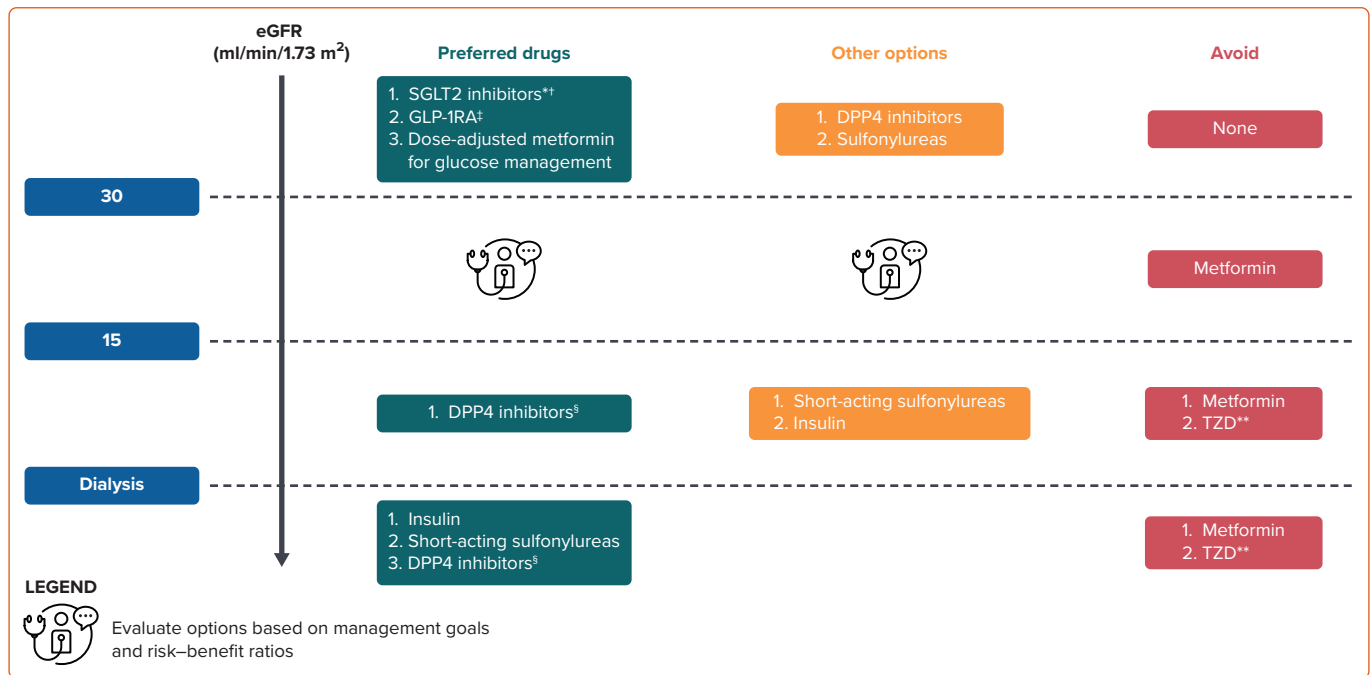 eGFR
(ml/min/1.73 m²)
Preferred drugs
Other options
Avoid
1. SGLT2 inhibitors*†
2. GLP-1RA‡
3. Dose-adjusted metformin
for glucose management
1. DPP4 inhibitors
2. Sulfonylureas
None
30
Metformin
15
1. DPP4 inhibitors§
1. Short-acting sulfonylureas
2. Insulin
1. Metformin
2. TZD**
Dialysis
1. Insulin
2. Short-acting sulfonylureas
3. DPP4 inhibitors§
1. Metformin
2. TZD**
LEGEND
Evaluate options based on management goals
and risk–benefit ratios